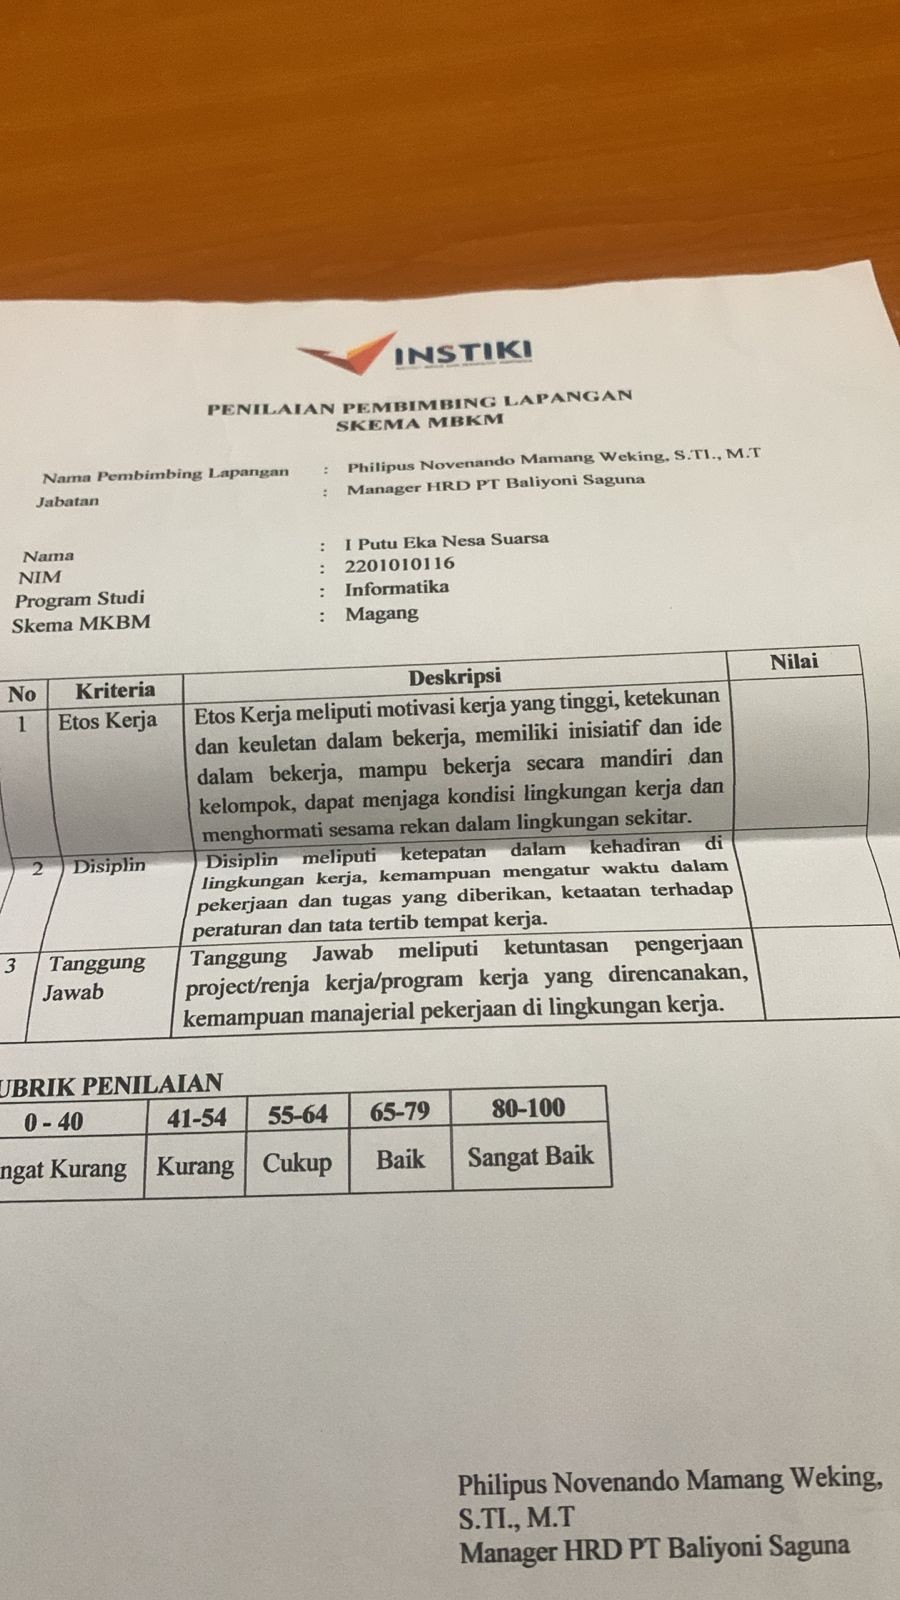 INSTIKI
PENILAIAN PEMBIMBING LAPANGAN
SKEMA MBKM
Nama Pembimbing Lapangan : Philipus Novenando Mamang Weking, S.TI., M.T
Jabatan : Manager HRD PT Baliyoni Saguna
Nama : I Putu Eka Nesa Suarsa
NIM : 2201010116
Program Studi : Informatika
Skema MKBM : Magang
No Kriteria Deskripsi Nilai
1 Etos Kerja Etos Kerja meliputi motivasi kerja yang tinggi, ketekunan
dan keuletan dalam bekerja, memiliki inisiatif dan ide
dalam bekerja, mampu bekerja secara mandiri dan
kelompok, dapat menjaga kondisi lingkungan kerja dan
menghormati sesama rekan dalam lingkungan sekitar.
2 Disiplin Disiplin meliputi ketepatan dalam kehadiran di
lingkungan kerja, kemampuan mengatur waktu dalam
pekerjaan dan tugas yang diberikan, ketaatan terhadap
peraturan dan tata tertib tempat kerja.
3 Tanggung Jawab Tanggung Jawab meliputi ketuntasan pengerjaan
project/renja kerja/program kerja yang direncanakan,
kemampuan manajerial pekerjaan di lingkungan kerja.
UBRIK PENILAIAN
0 - 40 41-54 55-64 65-79 80-100
ngat Kurang Kurang Cukup Baik Sangat Baik
Philipus Novenando Mamang Weking,
S.TI., M.T
Manager HRD PT Baliyoni Saguna